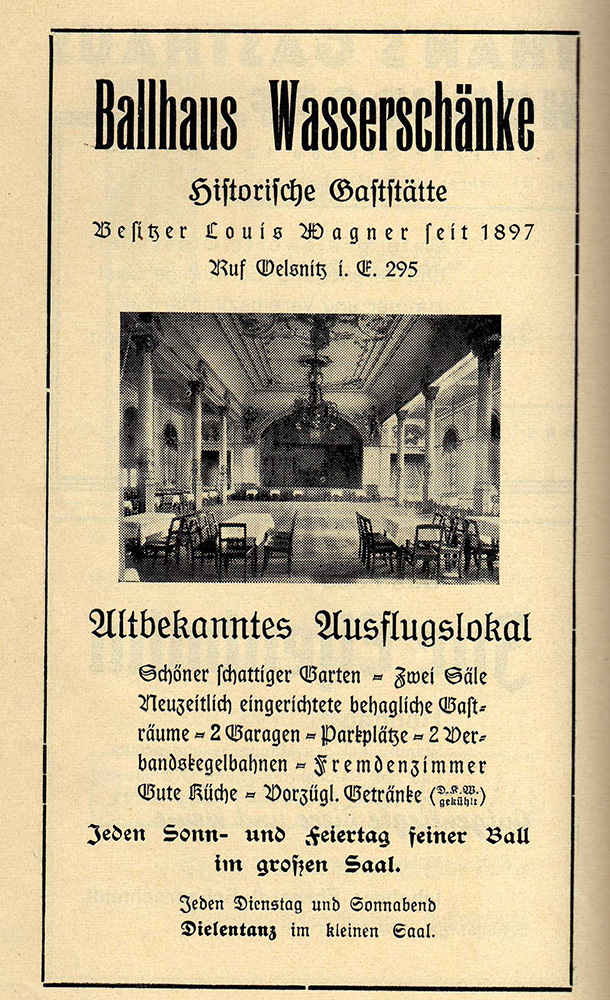 Ballhaus Wasserschänke
Historische Gaststätte
Besitzer Louis Wagner seit 1897
Ruf Oelsnitz i. E. 295
Altbekanntes Ausflugslokal
Schöner schattiger Garten = Zwei Säle
Neuzeitlich eingerichtete behagliche Gast=
räume = 2 Garagen = Parkplätze = 2 Ver=
bandskegelbahnen = Fremdenzimmer
Gute Küche = Vorzügl. Getränke (D.K.W. gekühlt)
Jeden Sonn- und Feiertag feiner Ball
im großen Saal.
Jeden Dienstag und Sonnabend
Dielentanz im kleinen Saal.